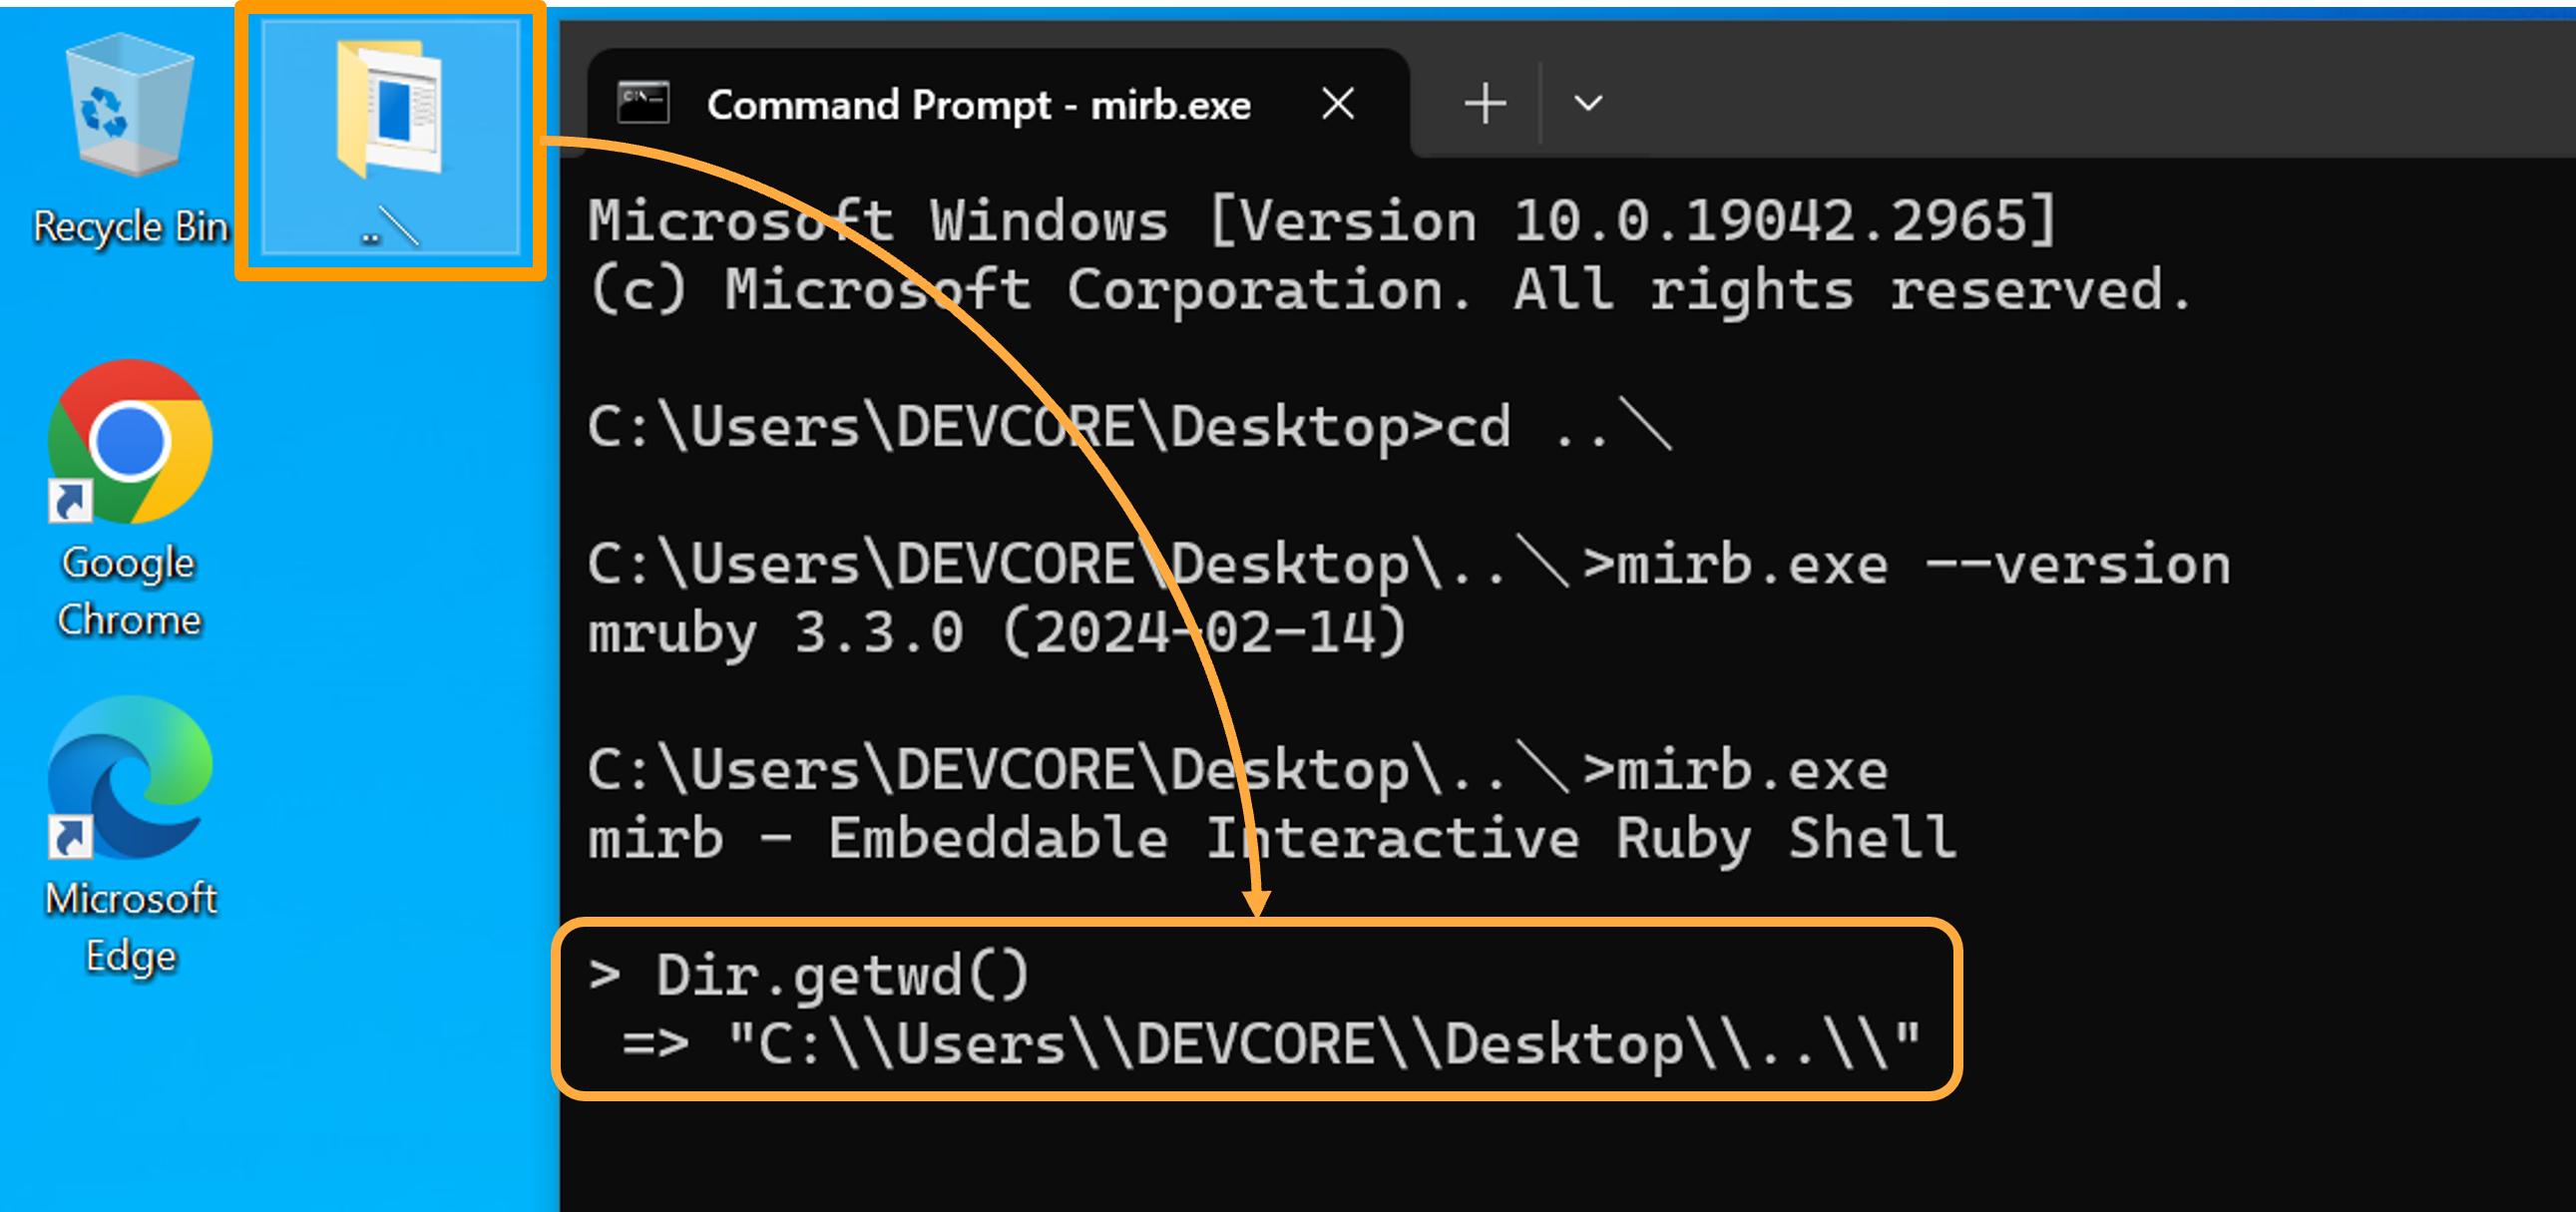 Recycle Bin
..＼
Google
Chrome
Microsoft
Edge
Command Prompt - mirb.exe
Microsoft Windows [Version 10.0.19042.2965]
(c) Microsoft Corporation. All rights reserved.
C:\Users\DEVCORE\Desktop>cd ..＼
C:\Users\DEVCORE\Desktop\..＼>mirb.exe --version
mruby 3.3.0 (2024-02-14)
C:\Users\DEVCORE\Desktop\..＼>mirb.exe
mirb - Embeddable Interactive Ruby Shell
> Dir.getwd()
=> "C:\\Users\\DEVCORE\\Desktop\\..\\"